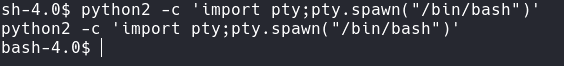 sh-4.0$ python2 -c 'import pty;pty.spawn("/bin/bash")'
python2 -c 'import pty;pty.spawn("/bin/bash")'
bash-4.0$